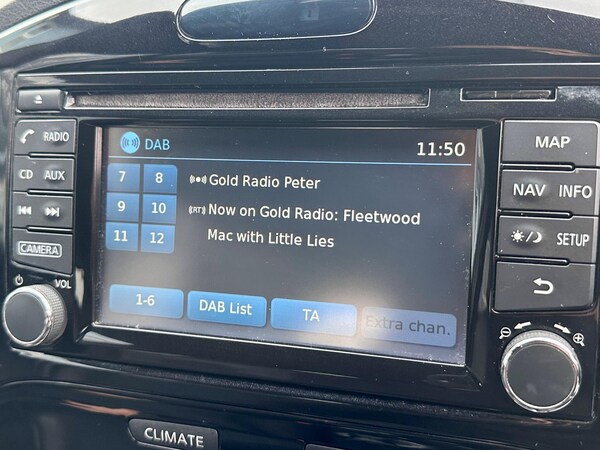 DAB
11:50
7 8
Gold Radio Peter
9 10
(RT) Now on Gold Radio: Fleetwood
11 12
Mac with Little Lies
1-6 DAB List TA Extra chan.
RADIO
CD AUX
CAMERA
VOL
MAP
NAV INFO
SETUP
CLIMATE